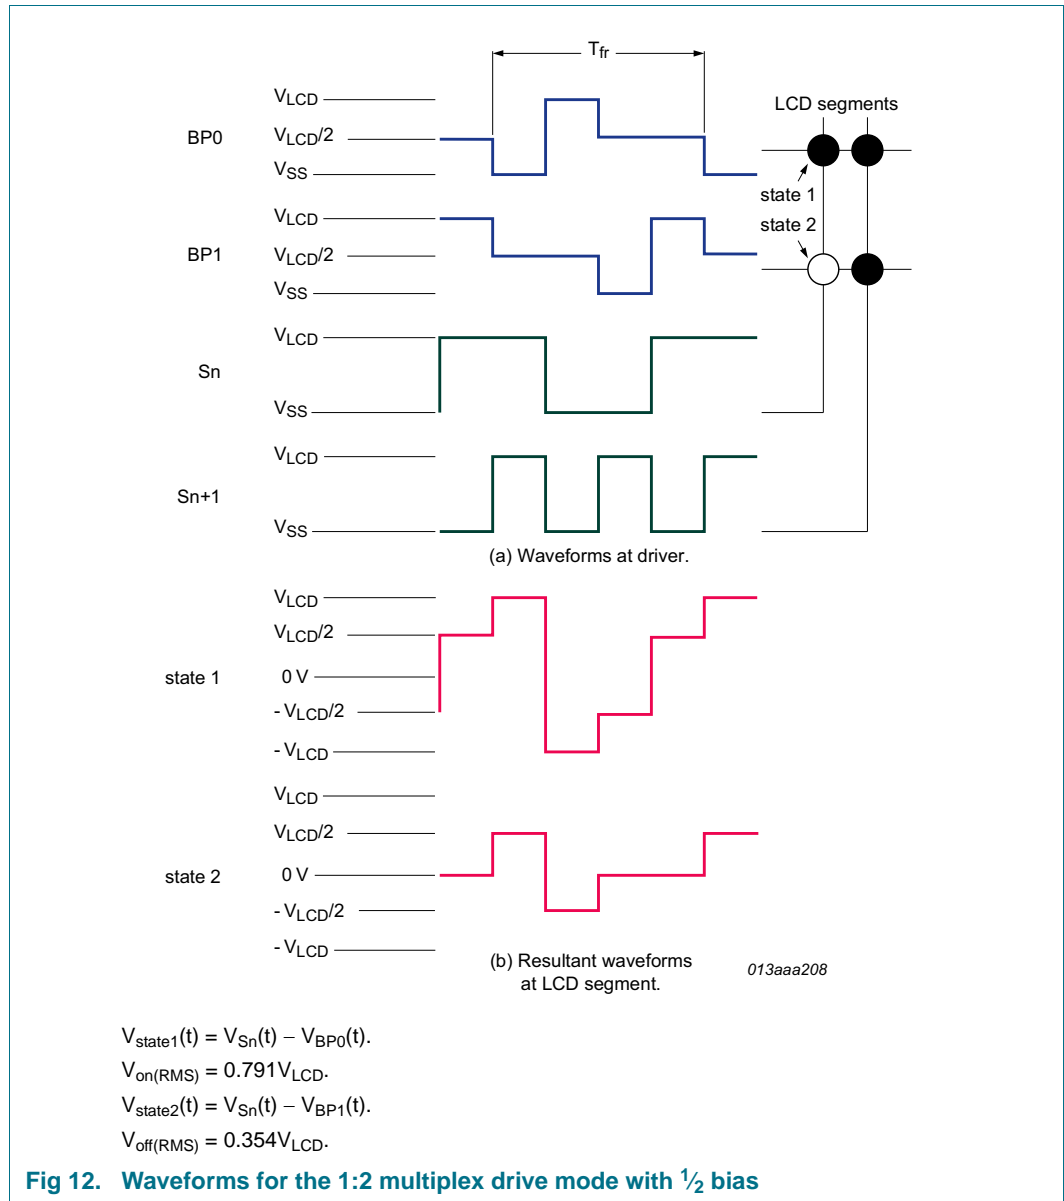 Tfr
VLCD
BP0
VLCD/2
VSS
LCD segments
state 1
state 2
VLCD
BP1
VLCD/2
VSS
VLCD
Sn
VSS
VLCD
Sn+1
VSS
(a) Waveforms at driver.
VLCD
VLCD/2
state 1
0 V
- VLCD/2
- VLCD
VLCD
VLCD/2
state 2
0 V
- VLCD/2
- VLCD
(b) Resultant waveforms
at LCD segment.
013aaa208
Vstate1(t) = VSn(t) − VBP0(t).
Von(RMS) = 0.791VLCD.
Vstate2(t) = VSn(t) − VBP1(t).
Voff(RMS) = 0.354VLCD.
Fig 12. Waveforms for the 1:2 multiplex drive mode with 1⁄2 bias